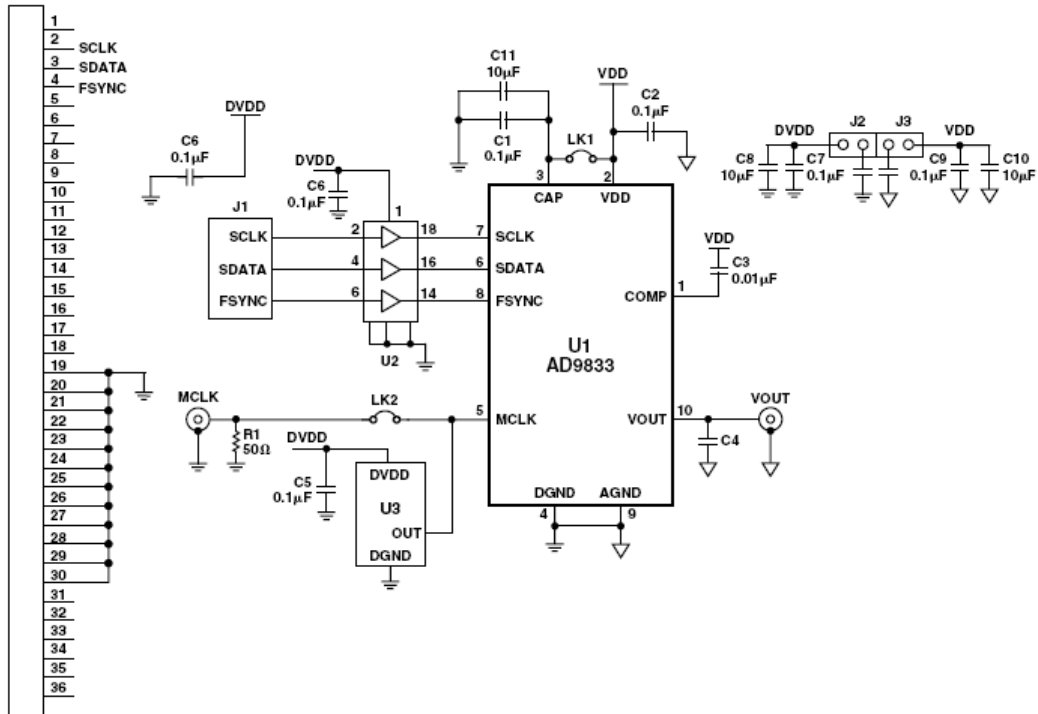 1
2
SCLK
3
SDATA
4
FSYNC
5
6
7
8
9
10
11
12
13
14
15
16
17
18
19
20
21
22
23
24
25
26
27
28
29
30
31
32
33
34
35
36
DVDD
C6
0.1µF
J1
SCLK
SDATA
FSYNC
DVDD
C6
0.1µF
1
2
18
4
16
6
14
U2
C11
10µF
C1
0.1µF
LK1
VDD
C2
0.1µF
3
CAP
2
VDD
7
SCLK
6
SDATA
8
FSYNC
U1
AD9833
5
MCLK
COMP
1
VOUT
10
DGND
4
AGND
9
VDD
C3
0.01µF
VOUT
C4
MCLK
R1
50Ω
LK2
DVDD
C5
0.1µF
DVDD
U3
OUT
DGND
J2
J3
DVDD
VDD
C8
10µF
C7
0.1µF
C9
0.1µF
C10
10µF